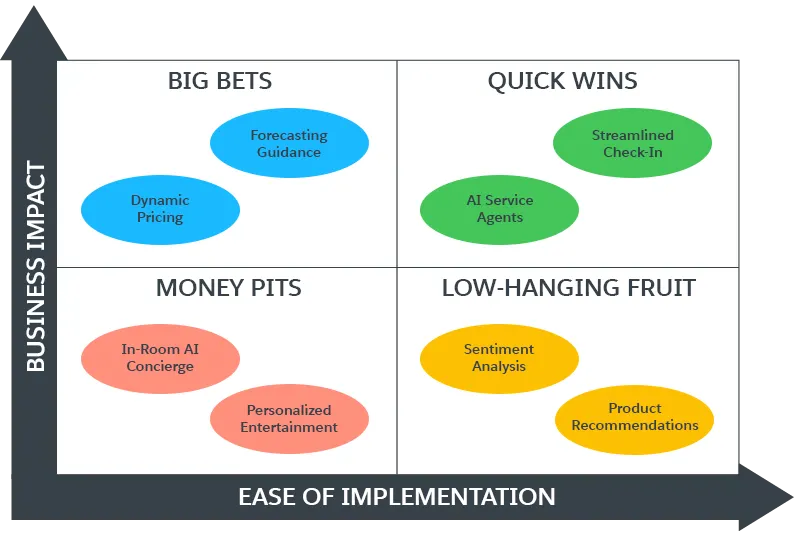 BIG BETS
Forecasting
Guidance
Dynamic
Pricing
QUICK WINS
Streamlined
Check-In
AI Service
Agents
MONEY PITS
In-Room AI
Concierge
Personalized
Entertainment
LOW-HANGING FRUIT
Sentiment
Analysis
Product
Recommendations
BUSINESS IMPACT
EASE OF IMPLEMENTATION